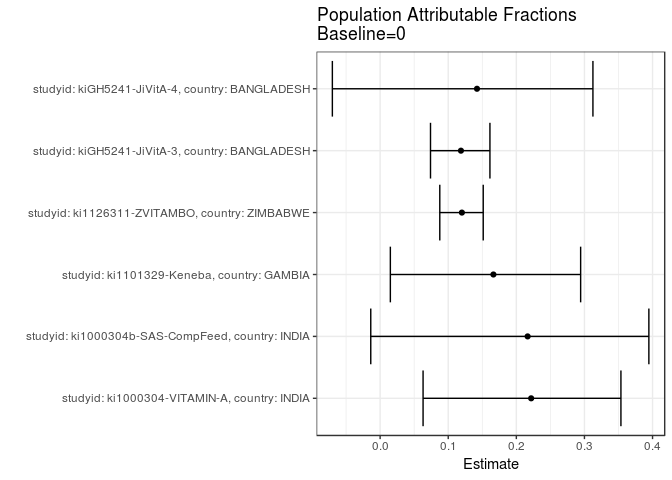 Population Attributable Fractions
Baseline=0
studyid: kiGH5241-JiVitA-4, country: BANGLADESH
studyid: kiGH5241-JiVitA-3, country: BANGLADESH
studyid: ki1126311-ZVITAMBO, country: ZIMBABWE
studyid: ki1101329-Keneba, country: GAMBIA
studyid: ki1000304b-SAS-CompFeed, country: INDIA
studyid: ki1000304-VITAMIN-A, country: INDIA
0.0 0.1 0.2 0.3 0.4
Estimate